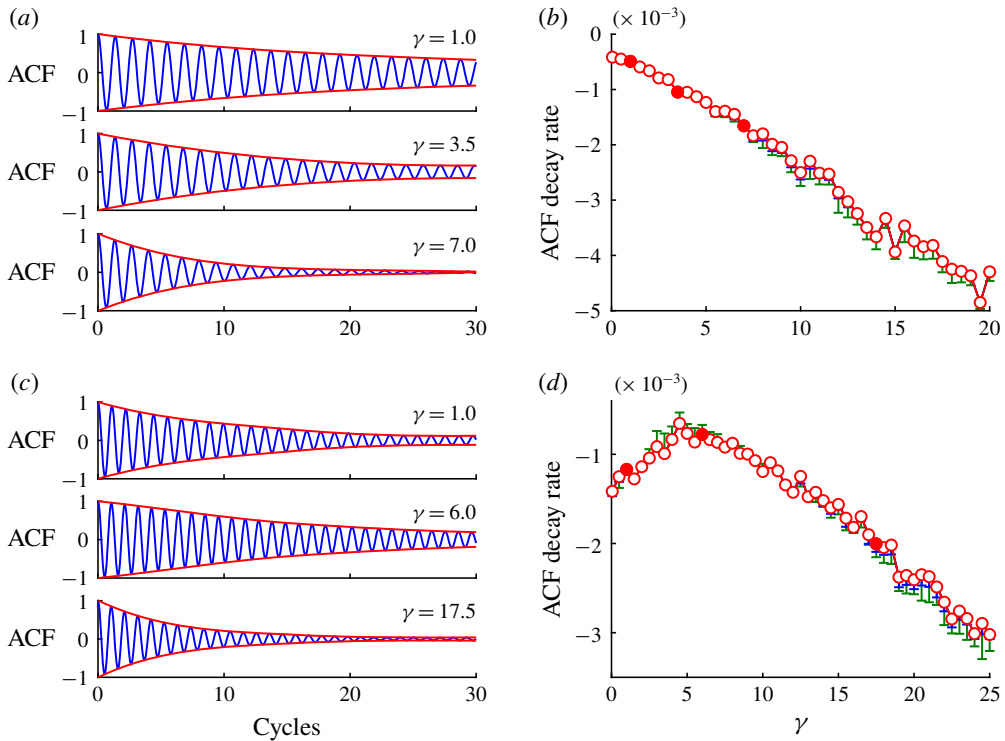 (a)
1
ACF 0
−1
γ = 1.0
1
ACF 0
−1
γ = 3.5
1
ACF 0
−1
γ = 7.0
0 10 20 30
(b)
(× 10⁻³)
0
−1
−2
−3
−4
−5
ACF decay rate
0 5 10 15 20
(c)
1
ACF 0
−1
γ = 1.0
1
ACF 0
−1
γ = 6.0
1
ACF 0
−1
γ = 17.5
0 10 20 30
Cycles
(d)
(× 10⁻³)
−1
−2
−3
ACF decay rate
0 5 10 15 20 25
γ